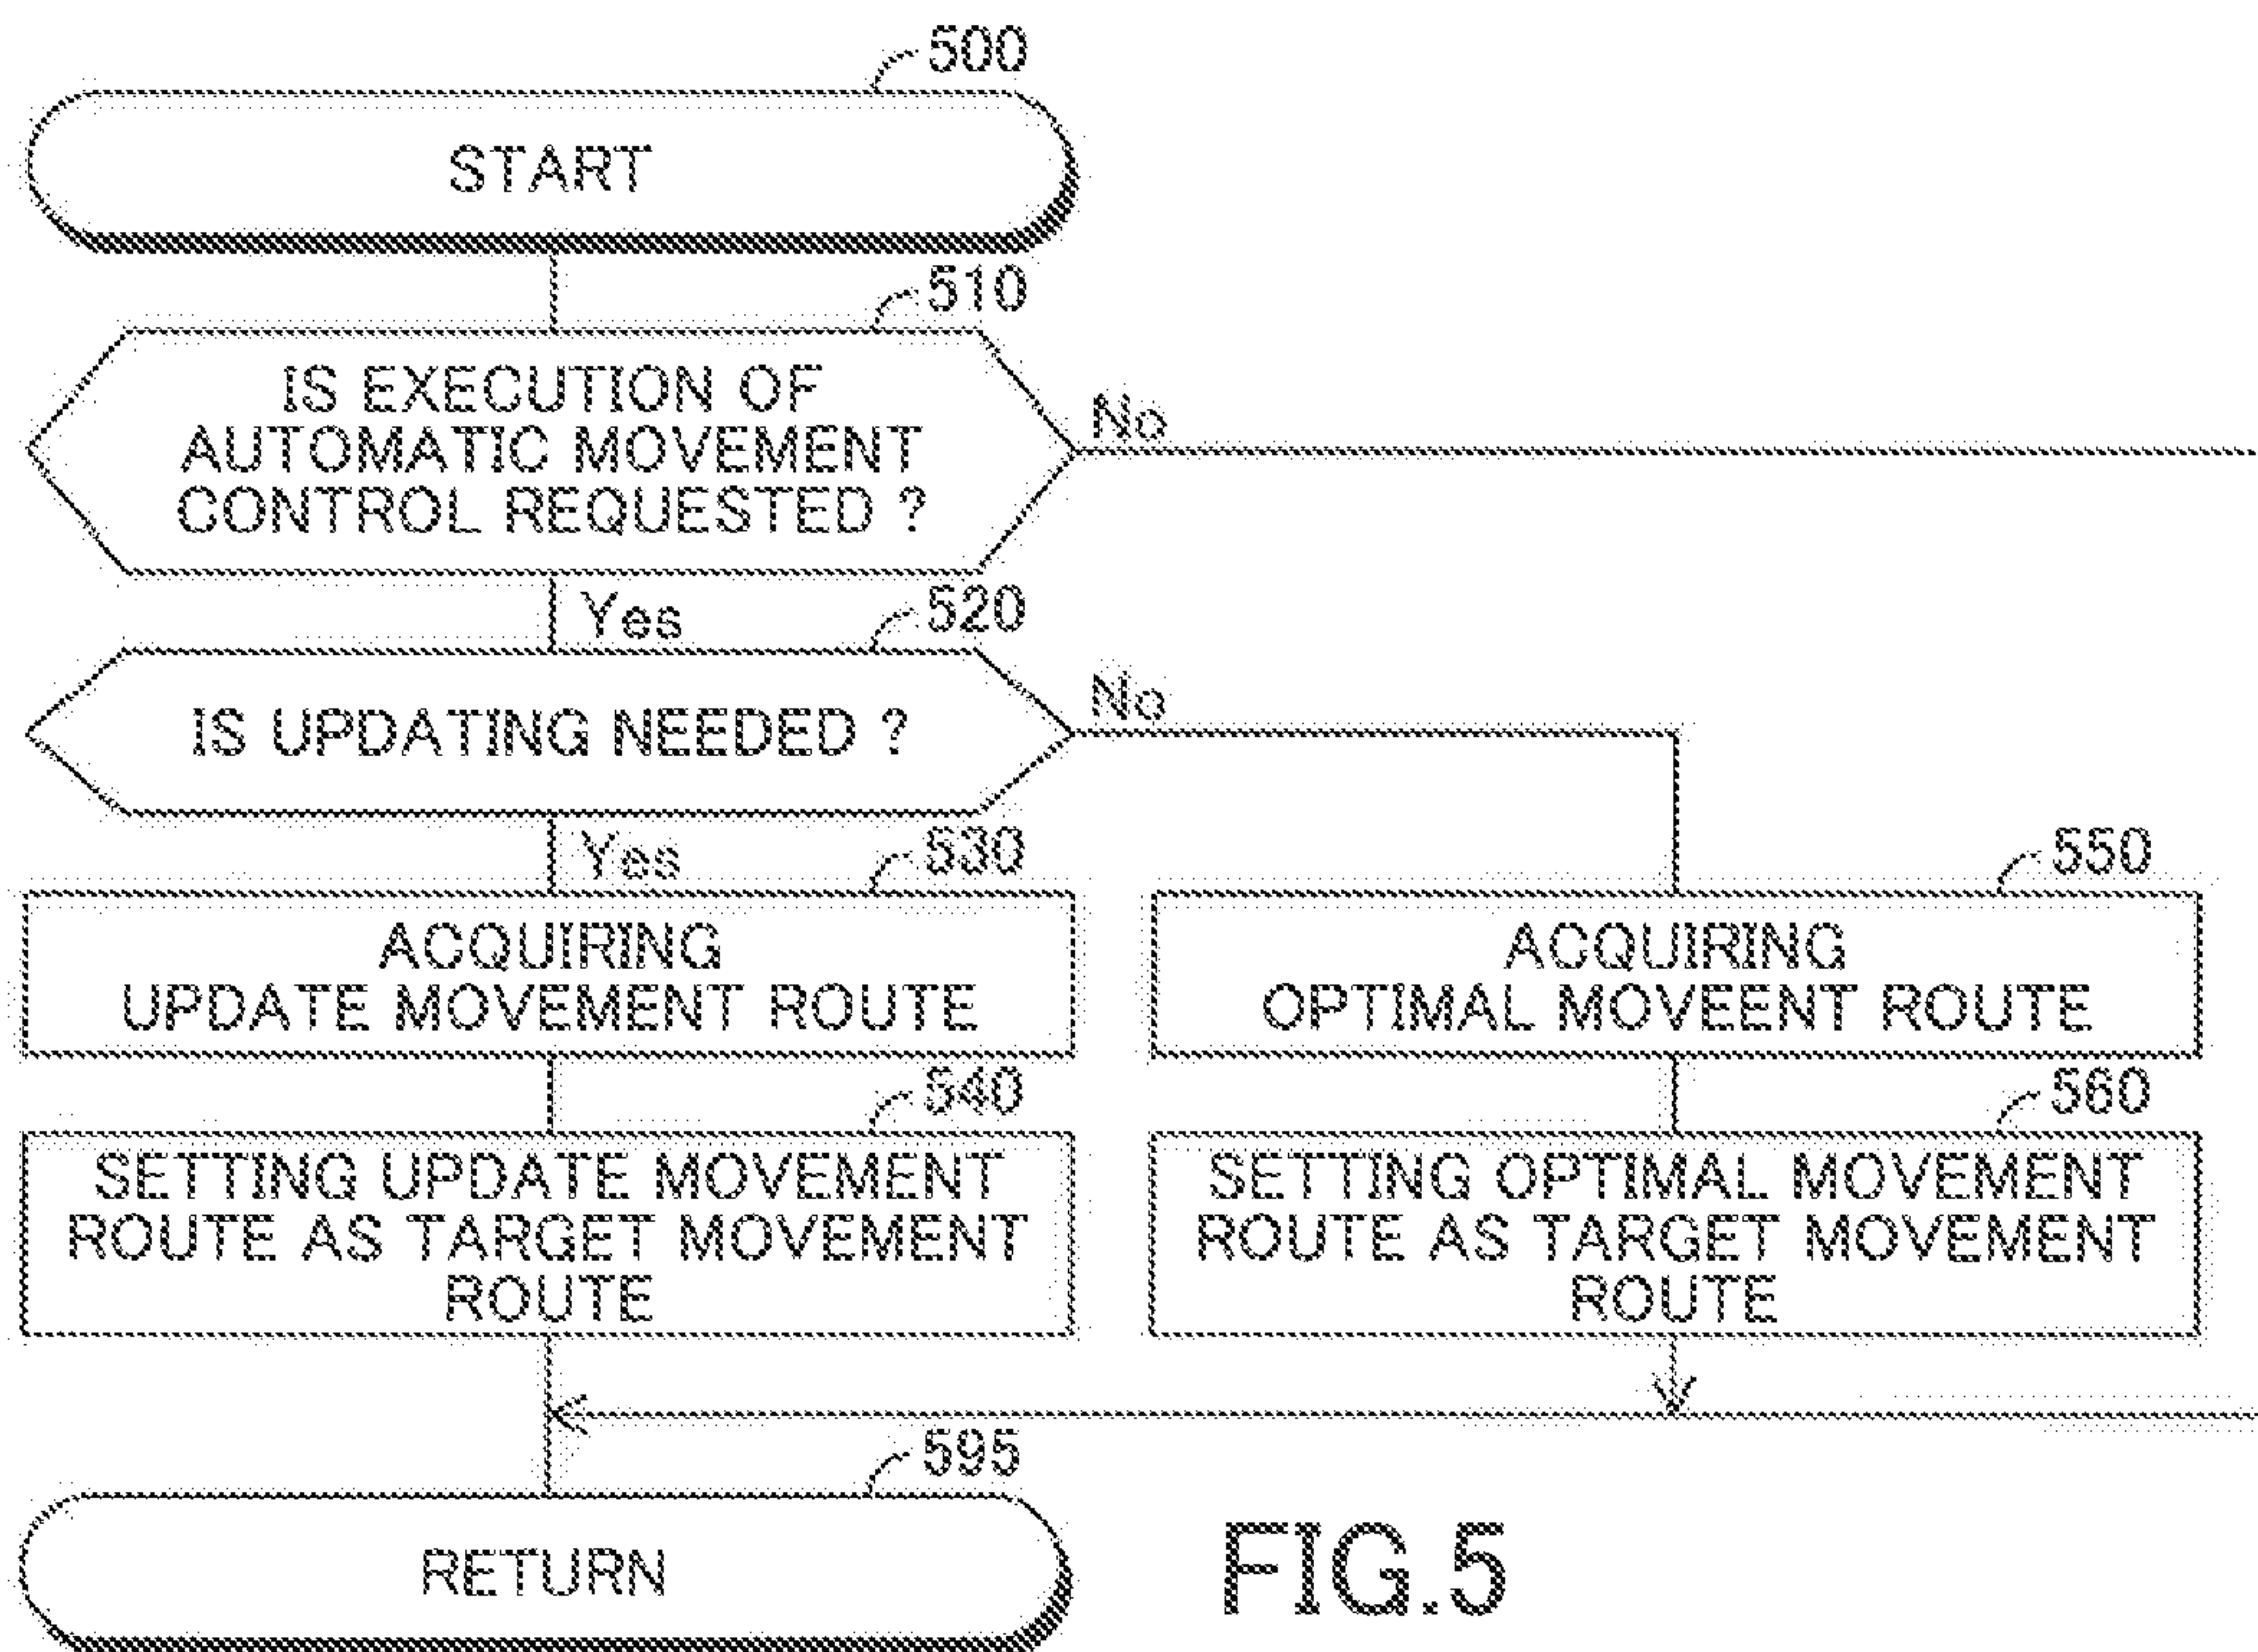 500
START
510
IS EXECUTION OF
AUTOMATIC MOVEMENT
CONTROL REQUESTED ?
No
Yes
520
IS UPDATING NEEDED ?
No
Yes
530
ACQUIRING
UPDATE MOVEMENT ROUTE
550
ACQUIRING
OPTIMAL MOVEENT ROUTE
540
SETTING UPDATE MOVEMENT
ROUTE AS TARGET MOVEMENT
ROUTE
560
SETTING OPTIMAL MOVEMENT
ROUTE AS TARGET MOVEMENT
ROUTE
595
RETURN
FIG.5